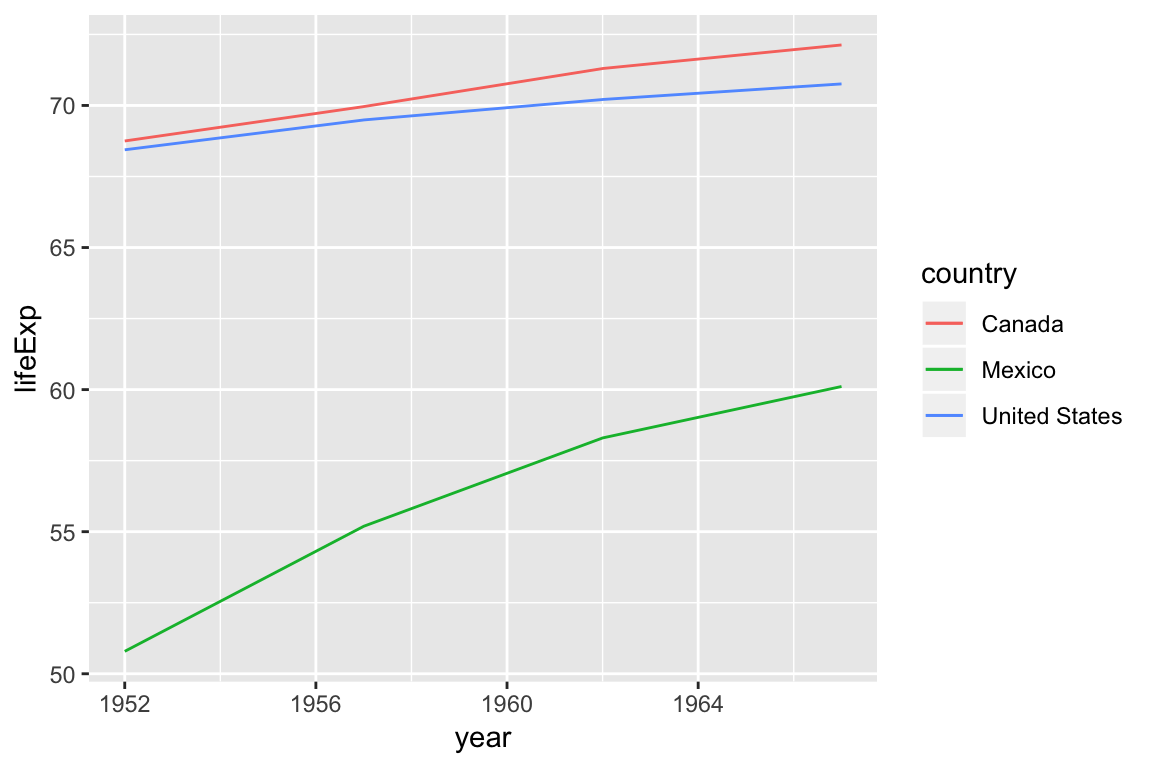 70
65
60
55
50
lifeExp
1952 1956 1960 1964
year
country
Canada
Mexico
United States